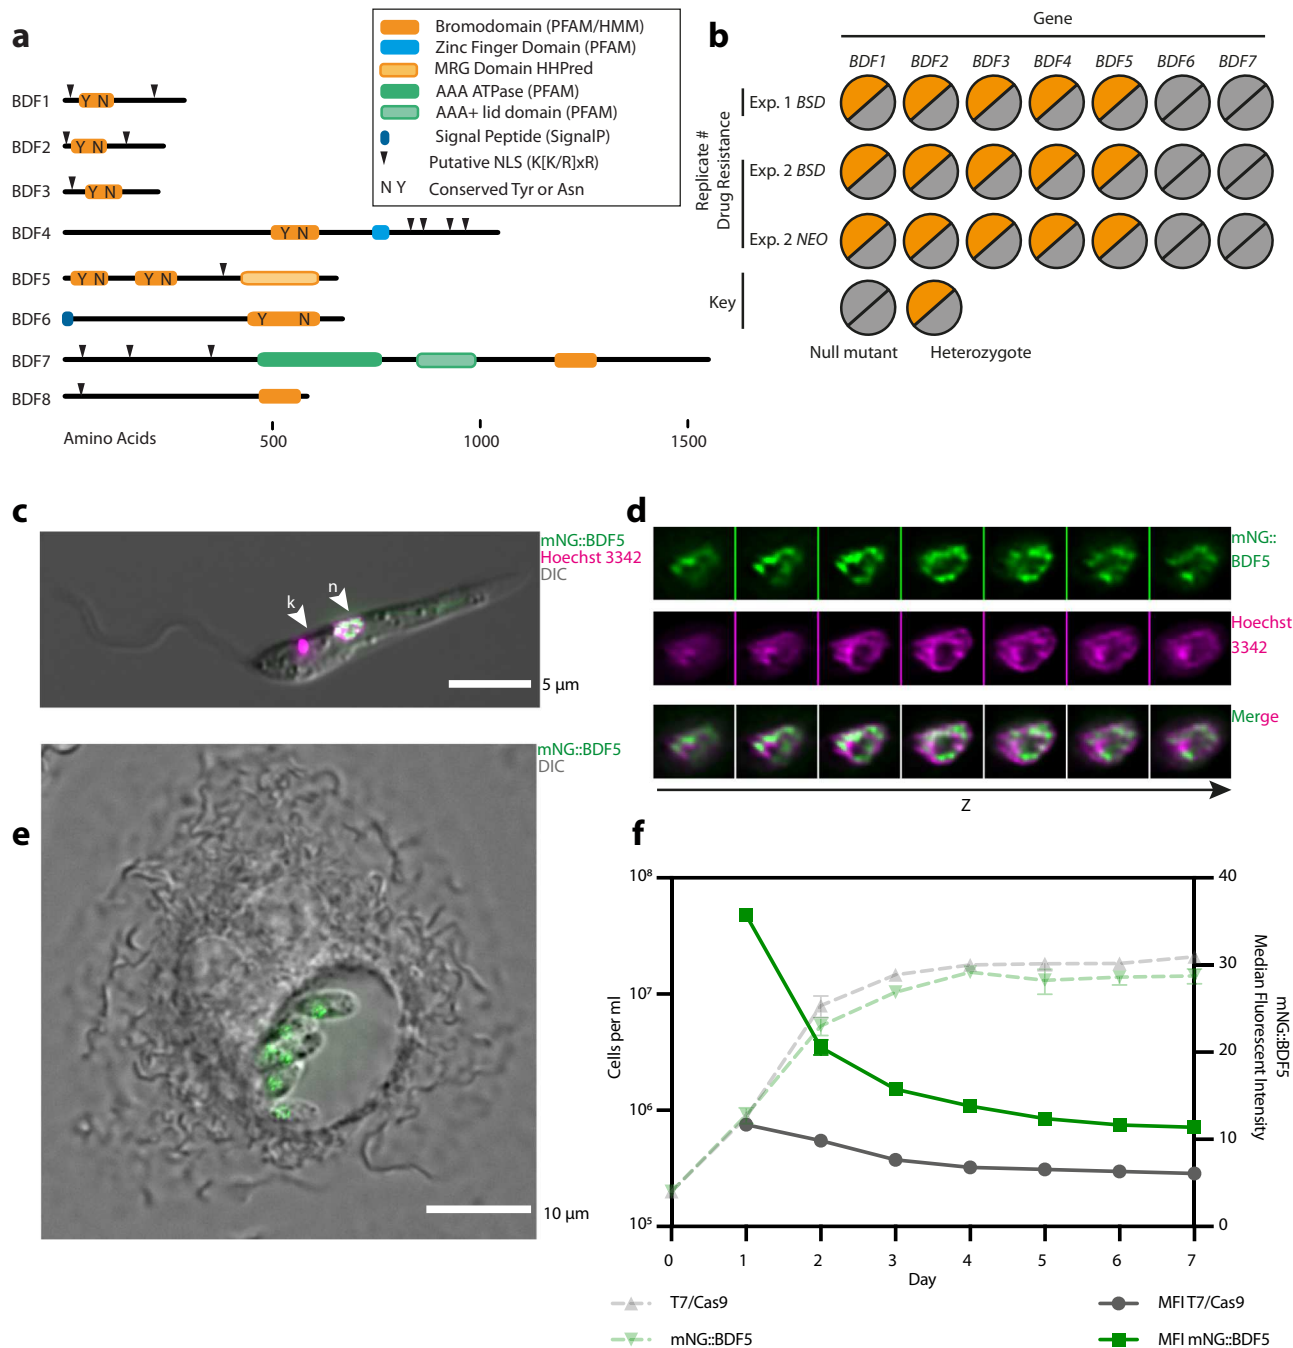 a
Bromodomain (PFAM/HMM)
Zinc Finger Domain (PFAM)
MRG Domain HHPred
AAA ATPase (PFAM)
AAA+ lid domain (PFAM)
Signal Peptide (SignalP)
Putative NLS (K[K/R]xR)
N Y Conserved Tyr or Asn
BDF1 Y N
BDF2 Y N
BDF3 Y N
BDF4 Y N
BDF5 Y N Y N
BDF6 Y N
BDF7
BDF8
Amino Acids 500 1000 1500
b
Gene
BDF1 BDF2 BDF3 BDF4 BDF5 BDF6 BDF7
Replicate #
Drug Resistance
Exp. 1 BSD
Exp. 2 BSD
Exp. 2 NEO
Key
Null mutant Heterozygote
c
mNG::BDF5
Hoechst 3342
DIC
k n
5 µm
d
mNG::
BDF5
Hoechst
3342
Merge
Z
e
mNG::BDF5
DIC
10 µm
f
Cells per ml
10⁸
10⁷
10⁶
10⁵
40
30
20
10
0
mNG::BDF5
Median Fluorescent Intensity
0 1 2 3 4 5 6 7
Day
T7/Cas9
mNG::BDF5
MFI T7/Cas9
MFI mNG::BDF5